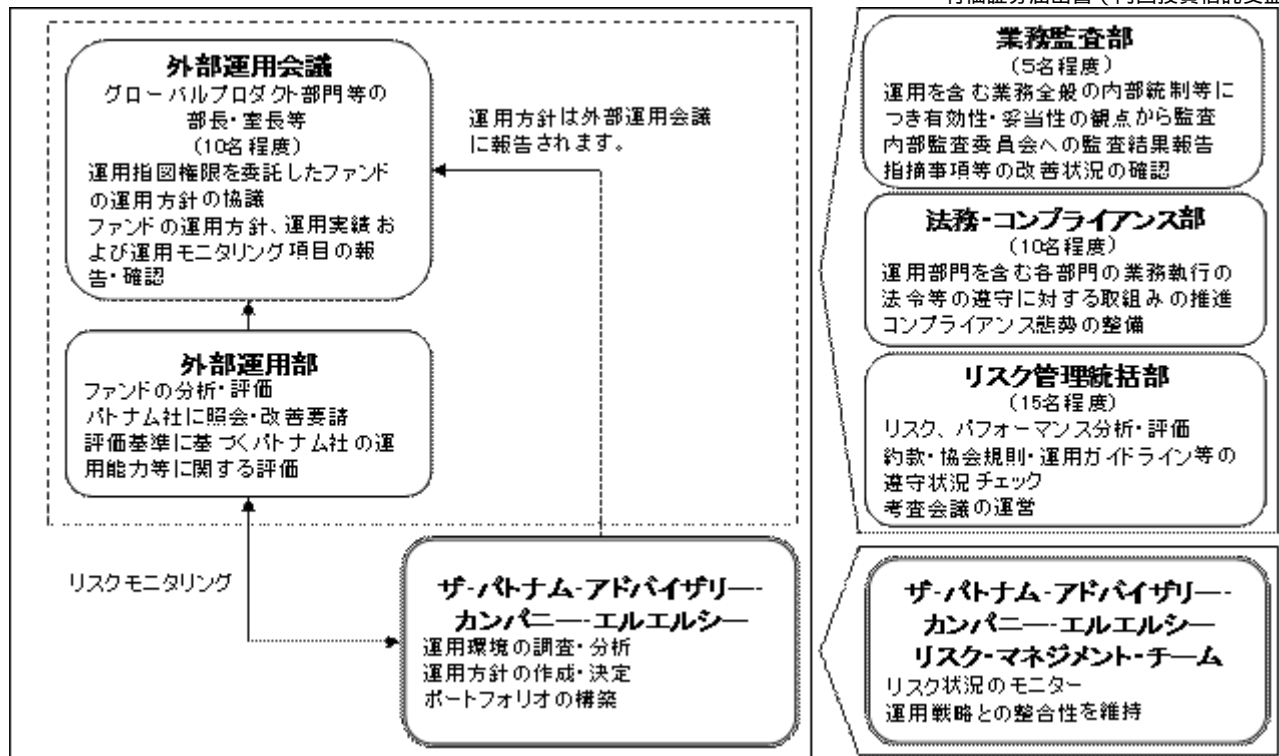 外部運用会議
グローバルプロダクト部門等の
部長・室長等
(10名程度)
運用指図権限を委託したファンド
の運用方針の協議
ファンドの運用方針、運用実績お
よび運用モニタリング項目の報
告・確認
運用方針は外部運用会議
に報告されます。
外部運用部
ファンドの分析・評価
パトナム社に照会・改善要請
評価基準に基づくパトナム社の運
用能力等に関する評価
リスクモニタリング
ザ・パトナム・アドバイザリー・
カンパニー・エルエルシー
運用環境の調査・分析
運用方針の作成・決定
ポートフォリオの構築
業務監査部
(5名程度)
運用を含む業務全般の内部統制等に
つき有効性・妥当性の観点から監査
内部監査委員会への監査結果報告
指摘事項等の改善状況の確認
法務・コンプライアンス部
(10名程度)
運用部門を含む各部門の業務執行の
法令等の遵守に対する取組みの推進
コンプライアンス態勢の整備
リスク管理統括部
(15名程度)
リスク、パフォーマンス分析・評価
約款・協会規則・運用ガイドライン等の
遵守状況チェック
考査会議の運営
ザ・パトナム・アドバイザリー・
カンパニー・エルエルシー
リスク・マネジメント・チーム
リスク状況のモニター
運用戦略との整合性を維持